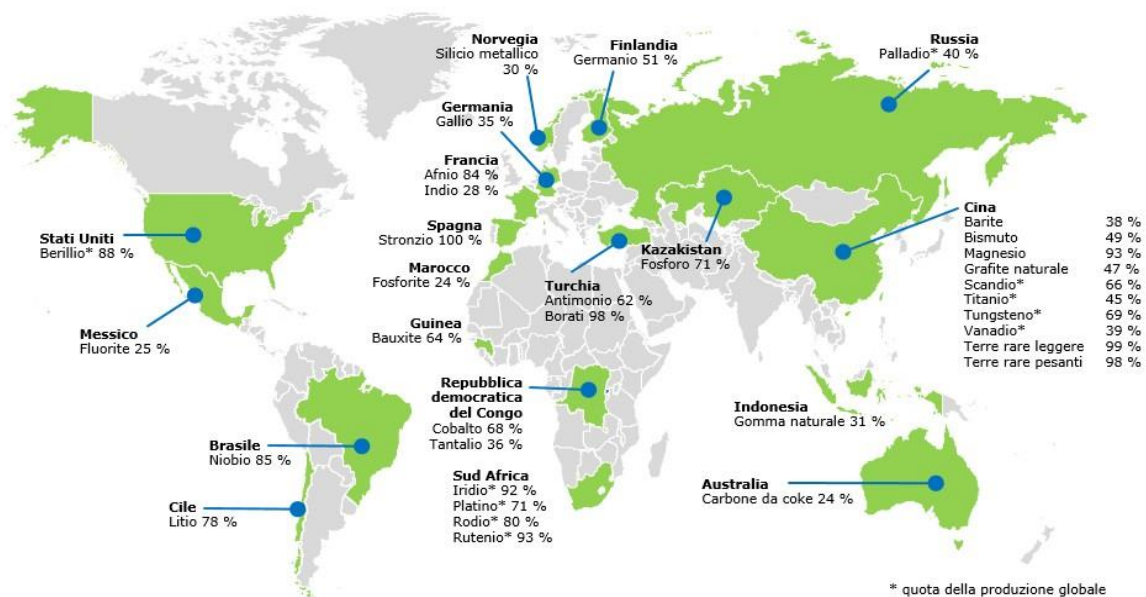 Norvegia
Silicio metallico
30 %
Finlandia
Germanio 51 %
Russia
Palladio* 40 %
Germania
Gallio 35 %
Francia
Afnio 84 %
Indio 28 %
Spagna
Stronzio 100 %
Marocco
Fosforite 24 %
Stati Uniti
Berillio* 88 %
Messico
Fluorite 25 %
Kazakistan
Fosforo 71 %
Turchia
Antimonio 62 %
Borati 98 %
Cina
Barite 38 %
Bismuto 49 %
Magnesio 93 %
Grafite naturale 47 %
Scandio* 66 %
Titanio* 45 %
Tungsteno* 69 %
Vanadio* 39 %
Terre rare leggere 99 %
Terre rare pesanti 98 %
Guinea
Bauxite 64 %
Repubblica
democratica
del Congo
Cobalto 68 %
Tantalio 36 %
Indonesia
Gomma naturale 31 %
Brasile
Niobio 85 %
Cile
Litio 78 %
Sud Africa
Iridio* 92 %
Platino* 71 %
Rodio* 80 %
Rutenio* 93 %
Australia
Carbone da coke 24 %
* quota della produzione globale